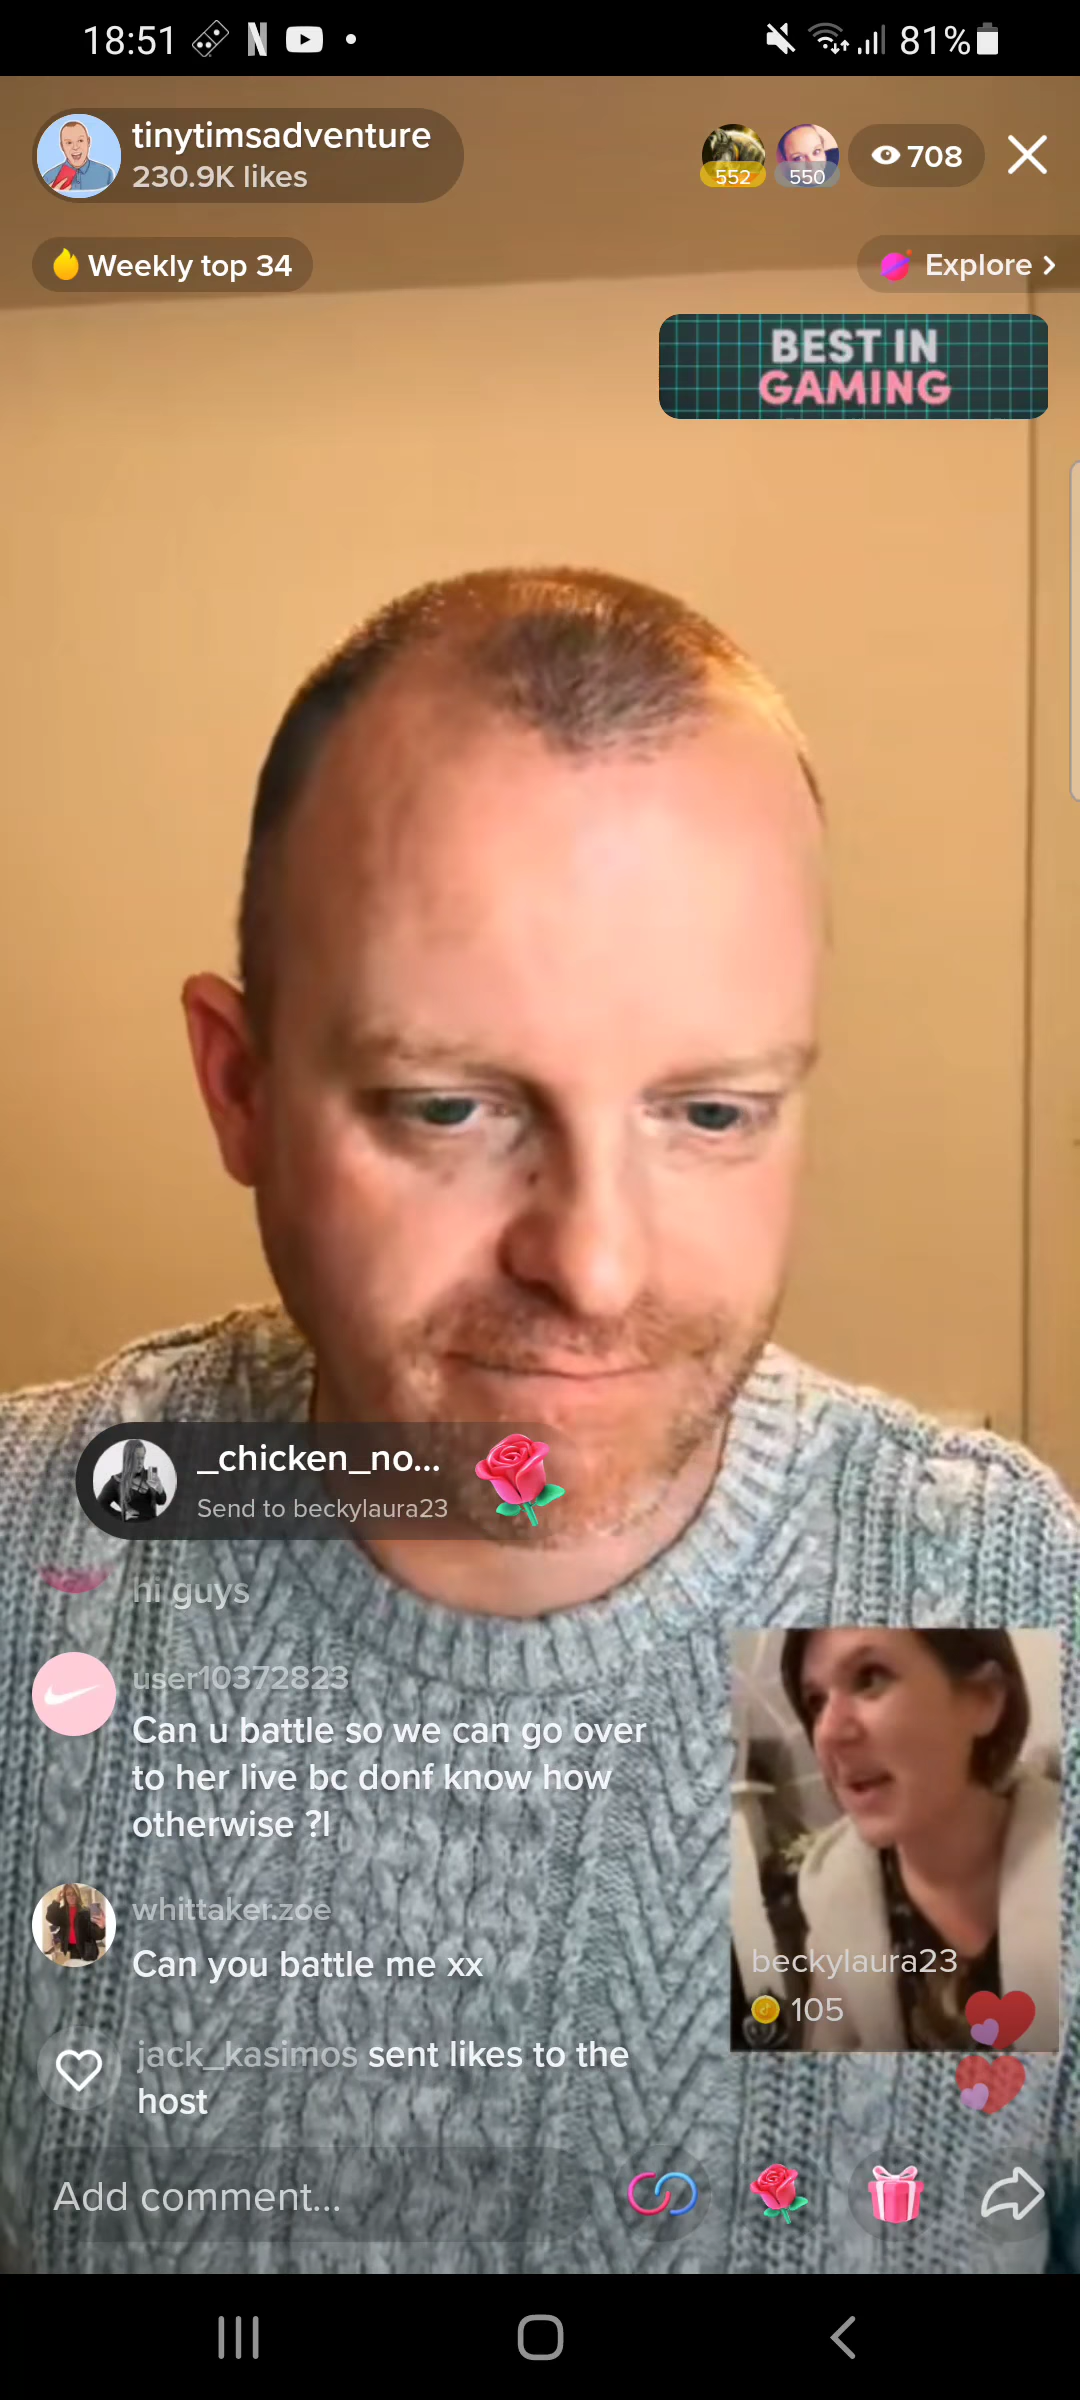 18:51
81%
tinytimsadventure
230.9K likes
552
550
708
Weekly top 34
Explore
BEST IN
GAMING
_chicken_no...
Send to beckylaura23
hi guys
user10372823
Can u battle so we can go over
to her live bc donf know how
otherwise ?l
whittaker.zoe
Can you battle me xx
jack_kasimos sent likes to the
host
beckylaura23
105
Add comment...